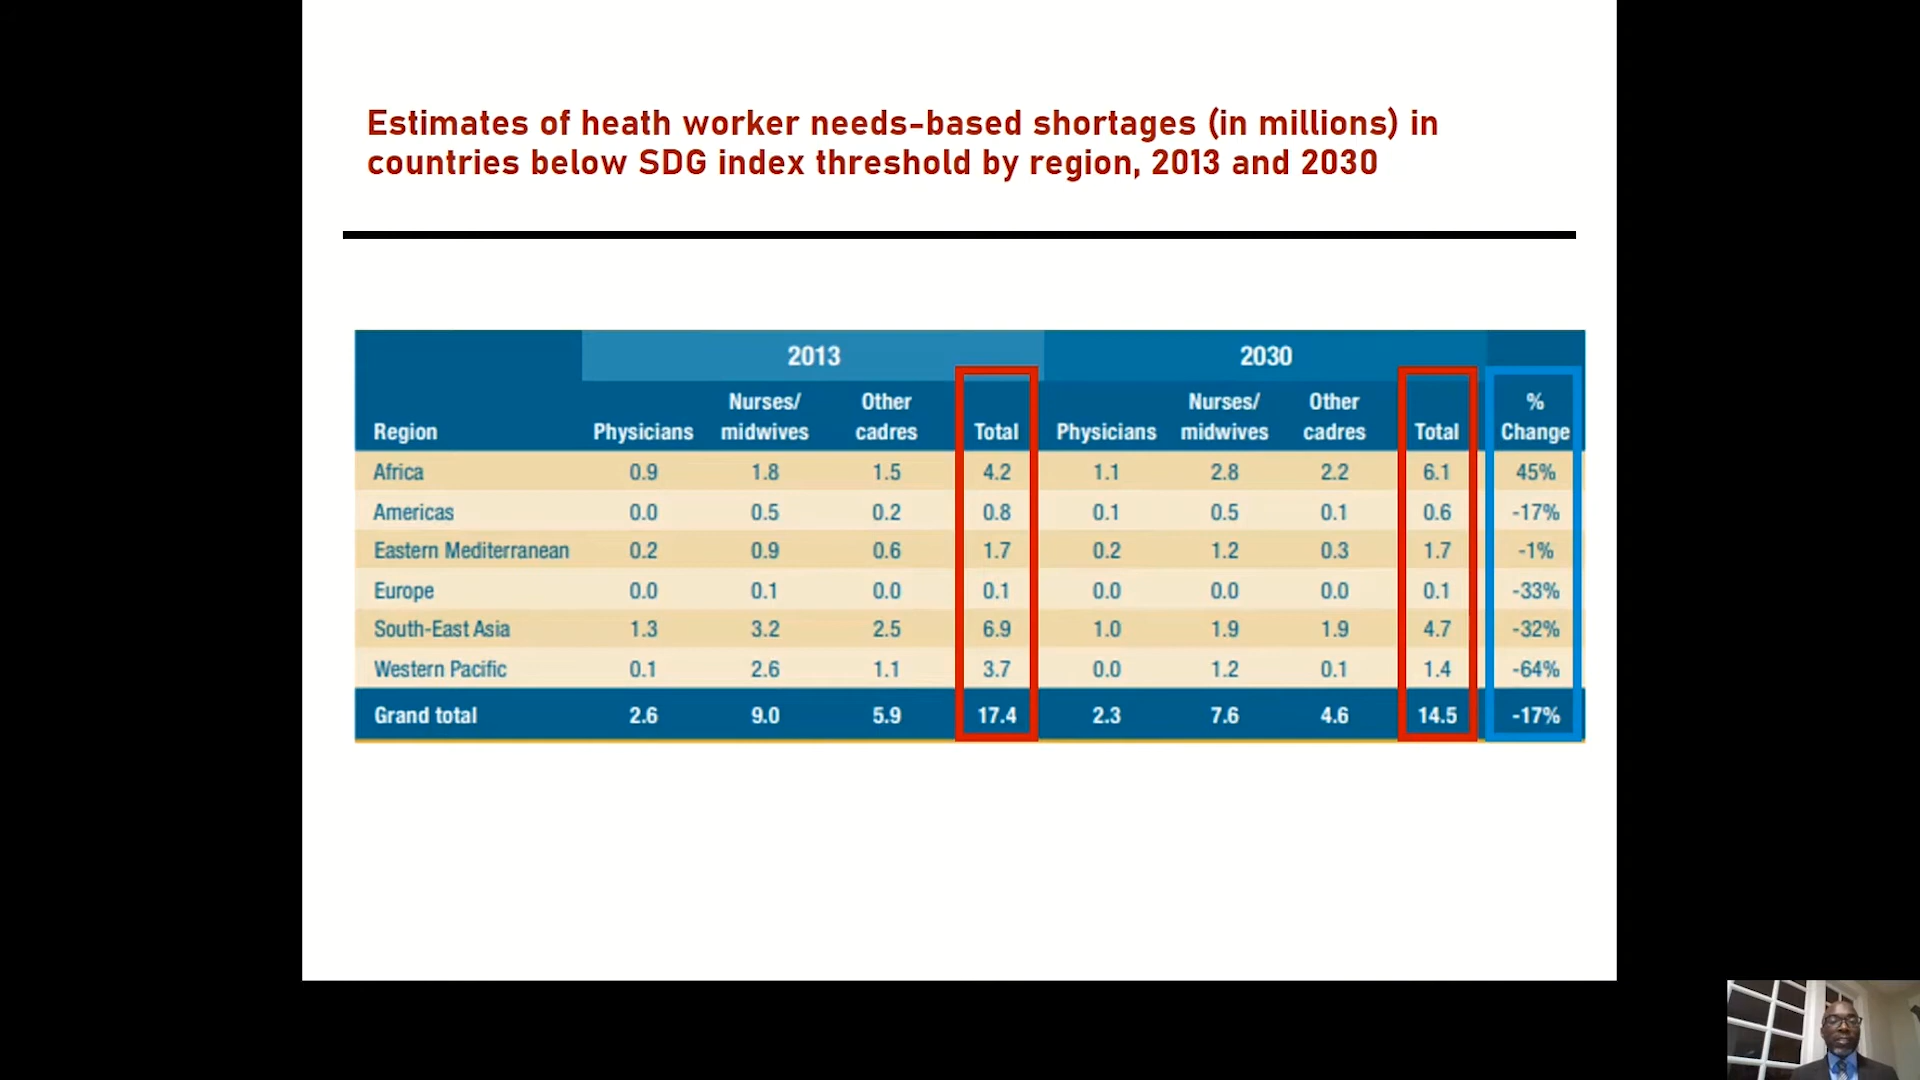 Estimates of heath worker needs-based shortages (in millions) in
countries below SDG index threshold by region, 2013 and 2030
2013 2030
Region Physicians Nurses/ midwives Other cadres Total Physicians Nurses/ midwives Other cadres Total % Change
Africa 0.9 1.8 1.5 4.2 1.1 2.8 2.2 6.1 45%
Americas 0.0 0.5 0.2 0.8 0.1 0.5 0.1 0.6 -17%
Eastern Mediterranean 0.2 0.9 0.6 1.7 0.2 1.2 0.3 1.7 -1%
Europe 0.0 0.1 0.0 0.1 0.0 0.0 0.0 0.1 -33%
South-East Asia 1.3 3.2 2.5 6.9 1.0 1.9 1.9 4.7 -32%
Western Pacific 0.1 2.6 1.1 3.7 0.0 1.2 0.1 1.4 -64%
Grand total 2.6 9.0 5.9 17.4 2.3 7.6 4.6 14.5 -17%